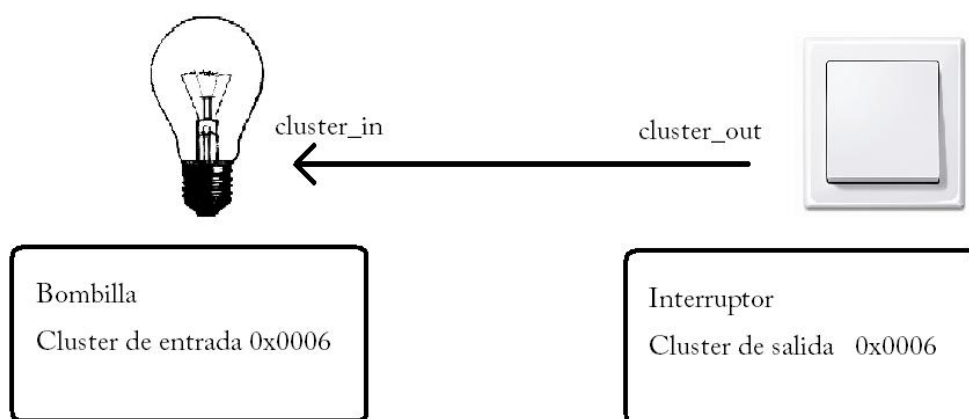 cluster_in
cluster_out
Bombilla
Cluster de entrada 0x0006
Interruptor
Cluster de salida 0x0006